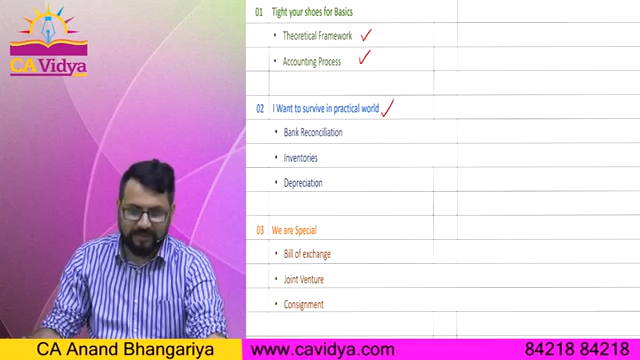 CA Vidya
01 Tight your shoes for Basics
• Theoretical Framework
• Accounting Process
02 I Want to survive in practical world
• Bank Reconciliation
• Inventories
• Depreciation
03 We are Special
• Bill of exchange
• Joint Venture
• Consignment
CA Anand Bhangariya www.cavidya.com 84218 84218